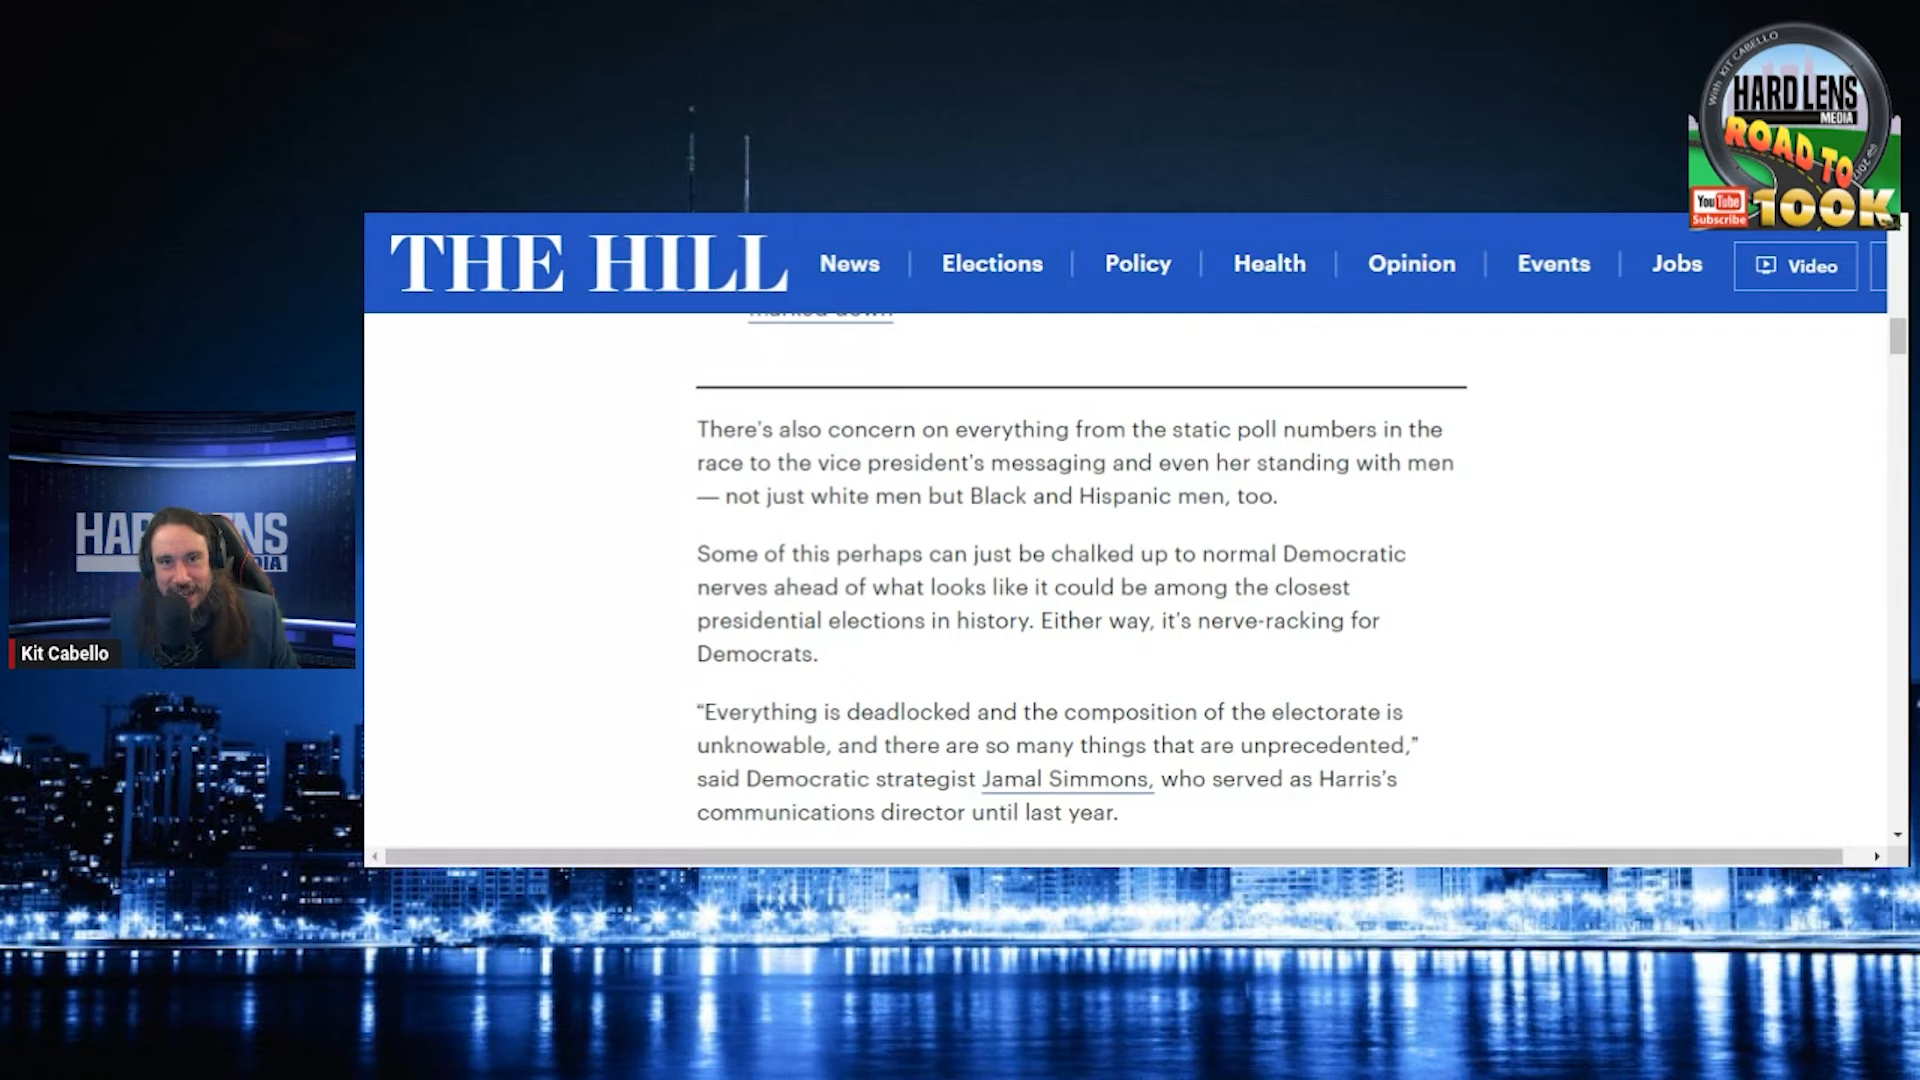 With KIT CABELLO
HARD LENS
MEDIA
ROAD TO
100K
YouTube
Subscribe
THE HILL
News
Elections
Policy
Health
Opinion
Events
Jobs
Video
marked down
There's also concern on everything from the static poll numbers in the
race to the vice president's messaging and even her standing with men
— not just white men but Black and Hispanic men, too.
Some of this perhaps can just be chalked up to normal Democratic
nerves ahead of what looks like it could be among the closest
presidential elections in history. Either way, it's nerve-racking for
Democrats.
“Everything is deadlocked and the composition of the electorate is
unknowable, and there are so many things that are unprecedented,”
said Democratic strategist Jamal Simmons, who served as Harris's
communications director until last year.
Kit Cabello